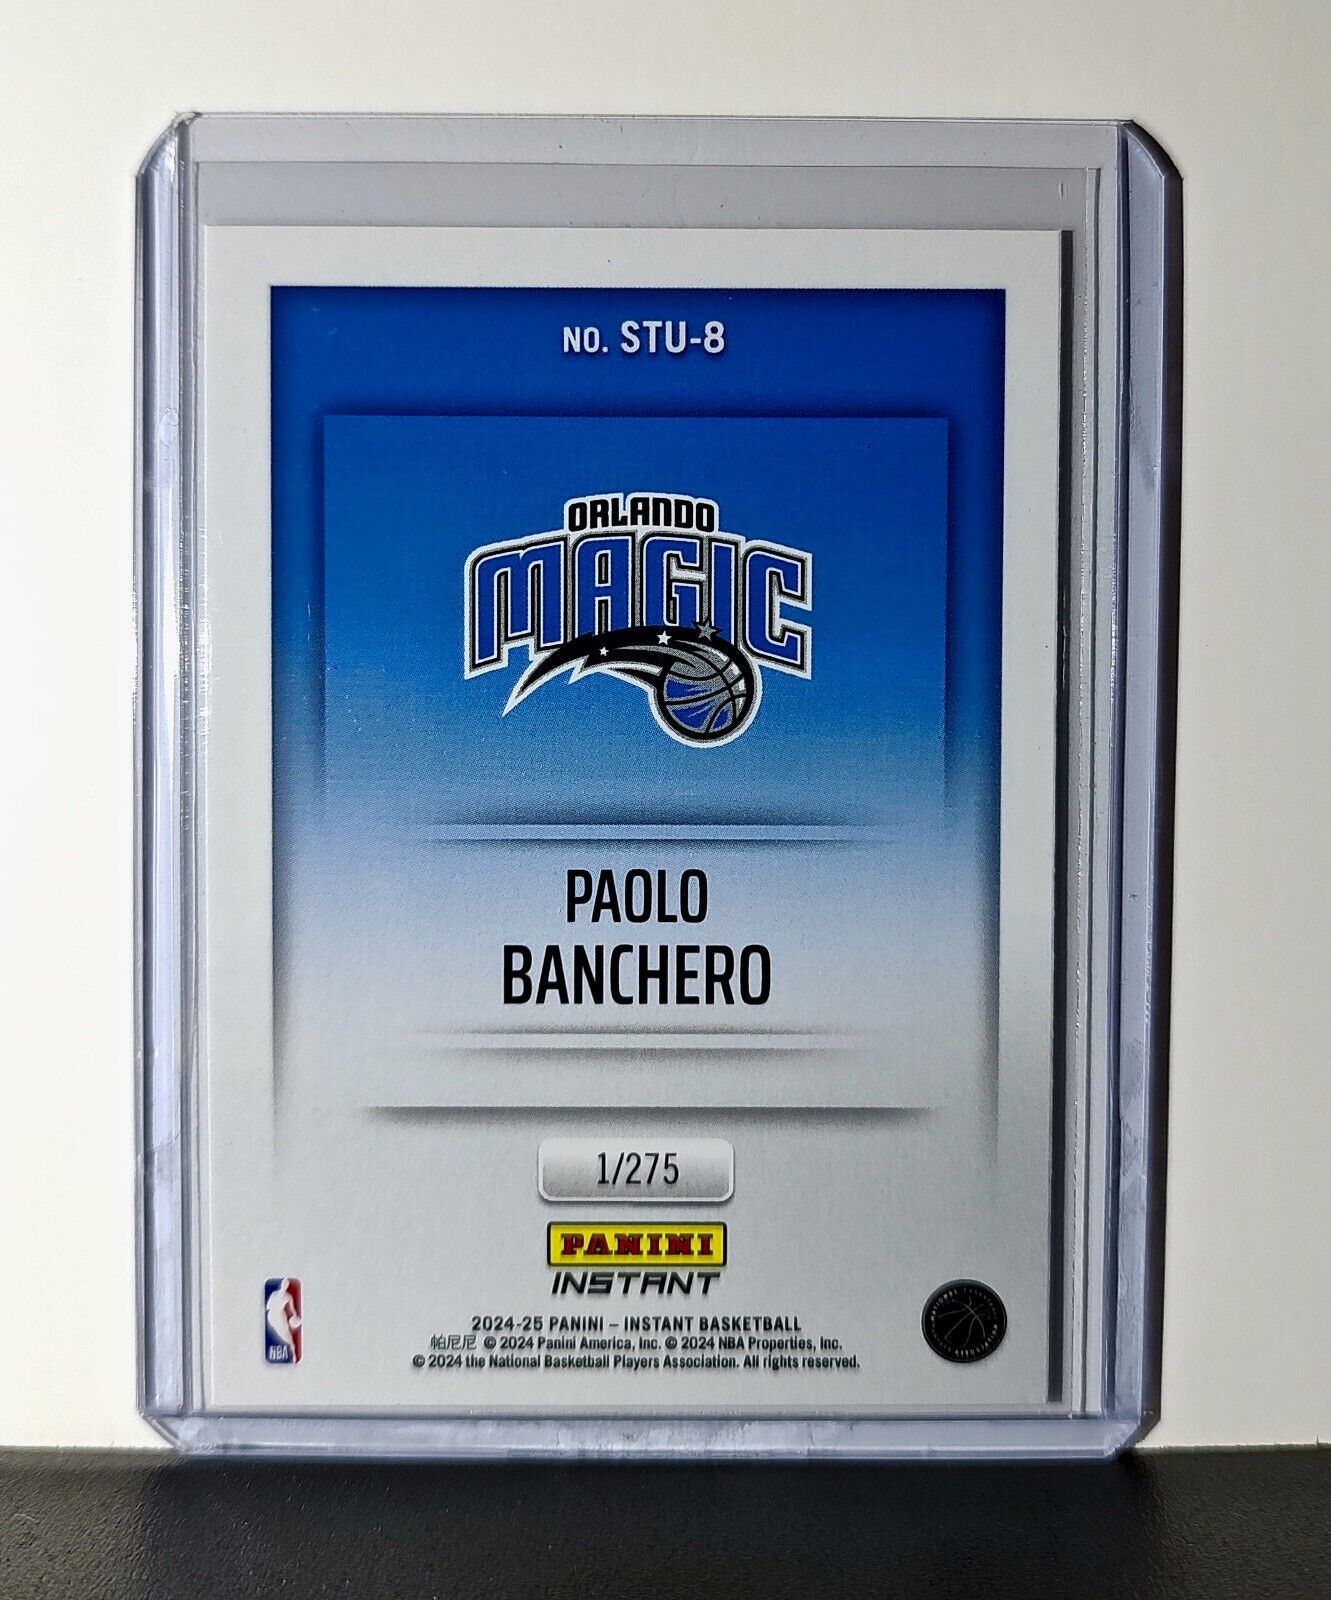 NO. STU-8
ORLANDO
MAGIC
PAOLO
BANCHERO
1/275
PANINI
INSTANT
2024-25 PANINI – INSTANT BASKETBALL
帕尼尼 © 2024 Panini America, Inc. © 2024 NBA Properties, Inc.
© 2024 the National Basketball Players Association. All rights reserved.
NBA